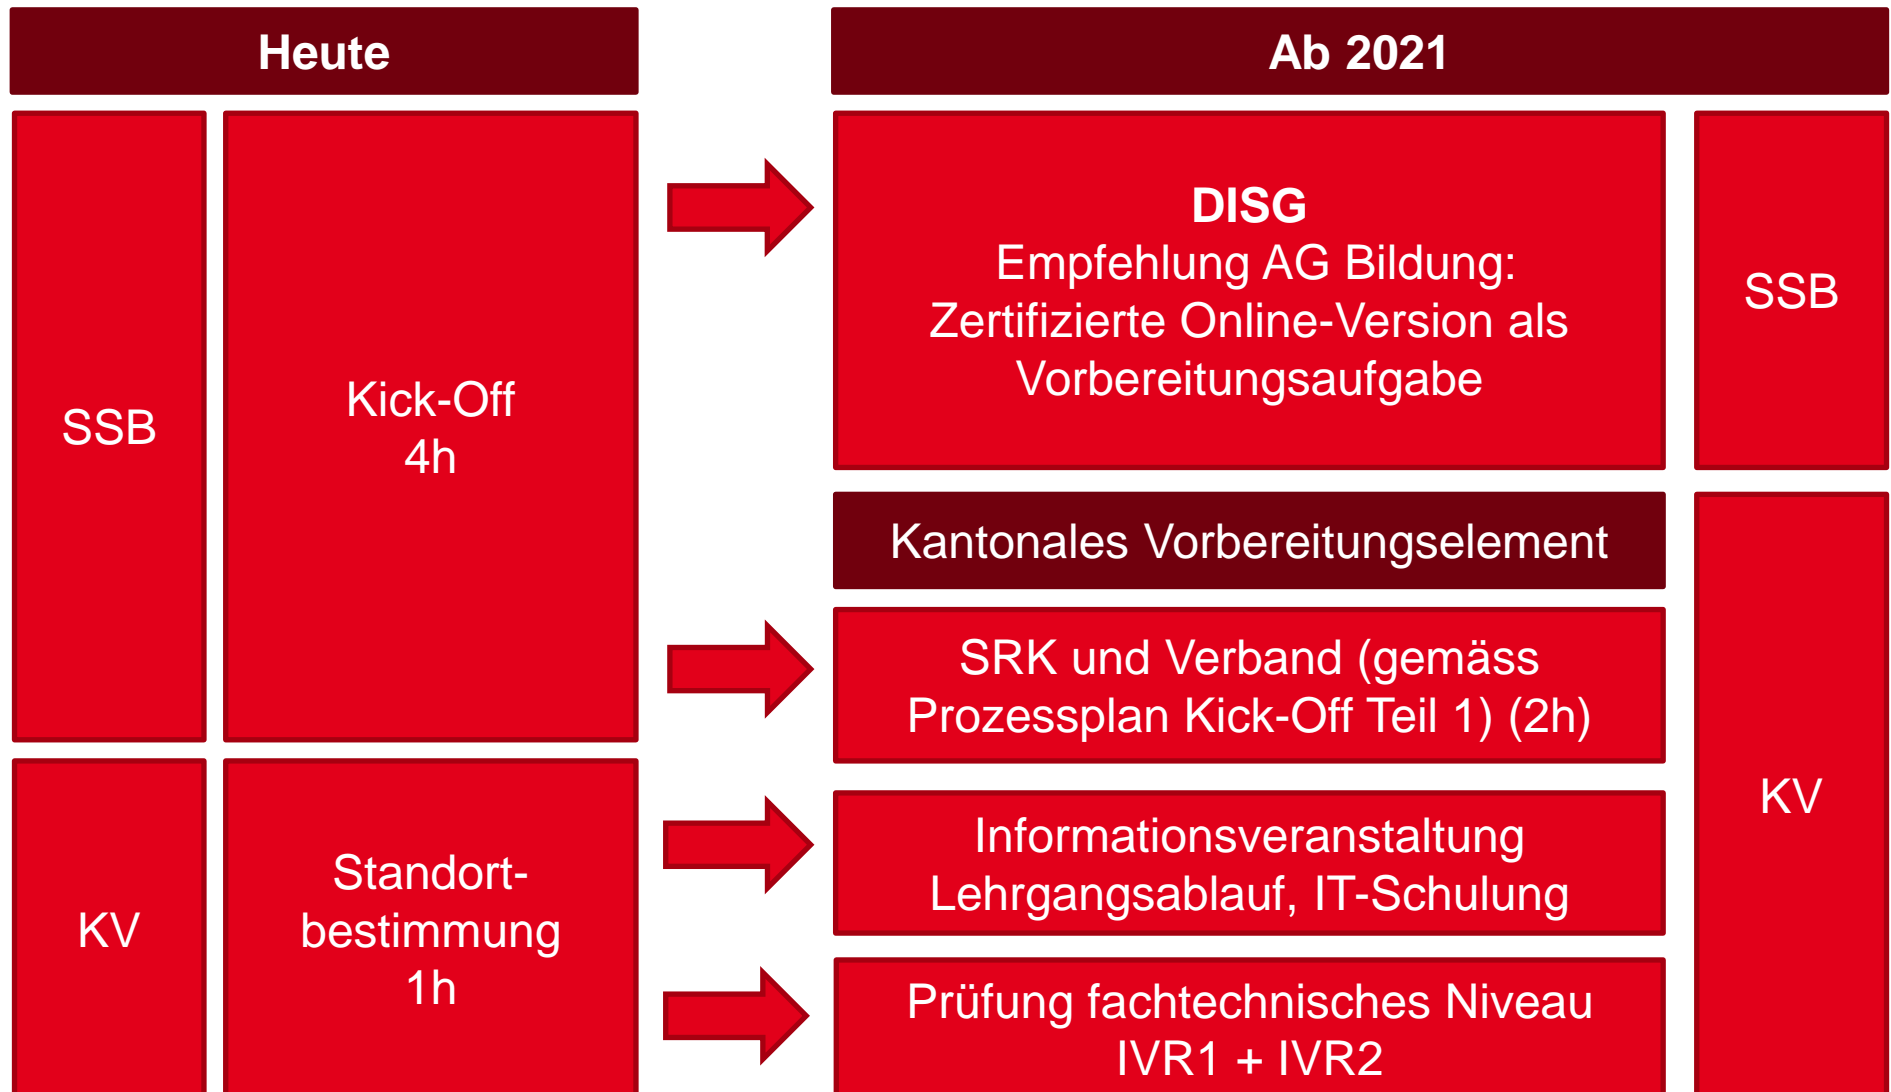 Heute
Ab 2021
SSB
Kick-Off
4h
DISG
Empfehlung AG Bildung:
Zertifizierte Online-Version als
Vorbereitungsaufgabe
SSB
Kantonales Vorbereitungselement
SRK und Verband (gemäss
Prozessplan Kick-Off Teil 1) (2h)
KV
Standort-
bestimmung
1h
Informationsveranstaltung
Lehrgangsablauf, IT-Schulung
Prüfung fachtechnisches Niveau
IVR1 + IVR2
KV